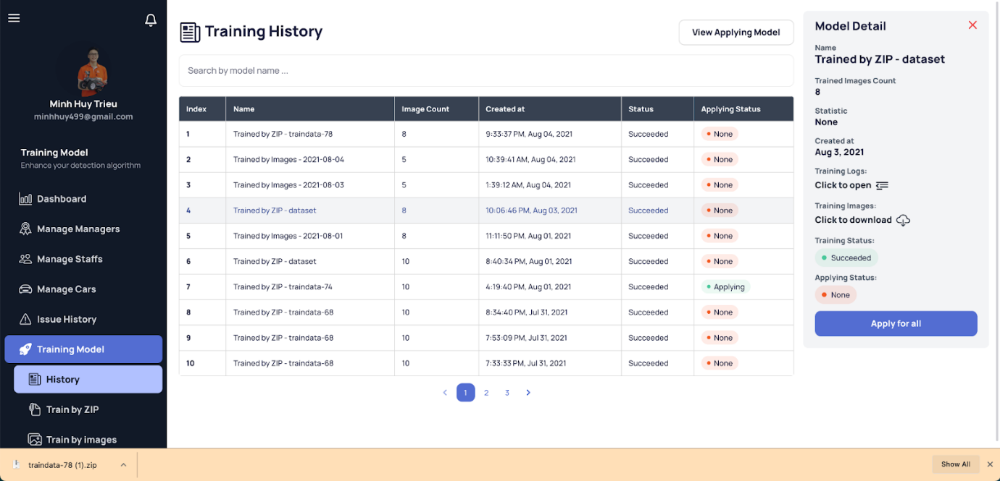 Minh Huy Trieu
minhhuy499@gmail.com
Training Model
Enhance your detection algorithm
Dashboard
Manage Managers
Manage Staffs
Manage Cars
Issue History
Training Model
History
Train by ZIP
Train by images
Training History
View Applying Model
Search by model name ...
Index Name Image Count Created at Status Applying Status
1 Trained by ZIP - traindata-78 8 9:33:37 PM, Aug 04, 2021 Succeeded None
2 Trained by Images - 2021-08-04 5 10:39:41 AM, Aug 04, 2021 Succeeded None
3 Trained by Images - 2021-08-03 5 1:39:12 AM, Aug 04, 2021 Succeeded None
4 Trained by ZIP - dataset 8 10:06:46 PM, Aug 03, 2021 Succeeded None
5 Trained by Images - 2021-08-01 8 11:11:50 PM, Aug 01, 2021 Succeeded None
6 Trained by ZIP - dataset 10 8:40:34 PM, Aug 01, 2021 Succeeded None
7 Trained by ZIP - traindata-74 10 4:19:40 PM, Aug 01, 2021 Succeeded Applying
8 Trained by ZIP - traindata-68 10 8:34:40 PM, Jul 31, 2021 Succeeded None
9 Trained by ZIP - traindata-68 10 7:53:09 PM, Jul 31, 2021 Succeeded None
10 Trained by ZIP - traindata-68 10 7:33:33 PM, Jul 31, 2021 Succeeded None
1 2 3
Model Detail
Name
Trained by ZIP - dataset
Trained Images Count
8
Statistic
None
Created at
Aug 3, 2021
Training Logs:
Click to open
Training Images:
Click to download
Training Status:
Succeeded
Applying Status:
None
Apply for all
traindata-78 (1).zip
Show All